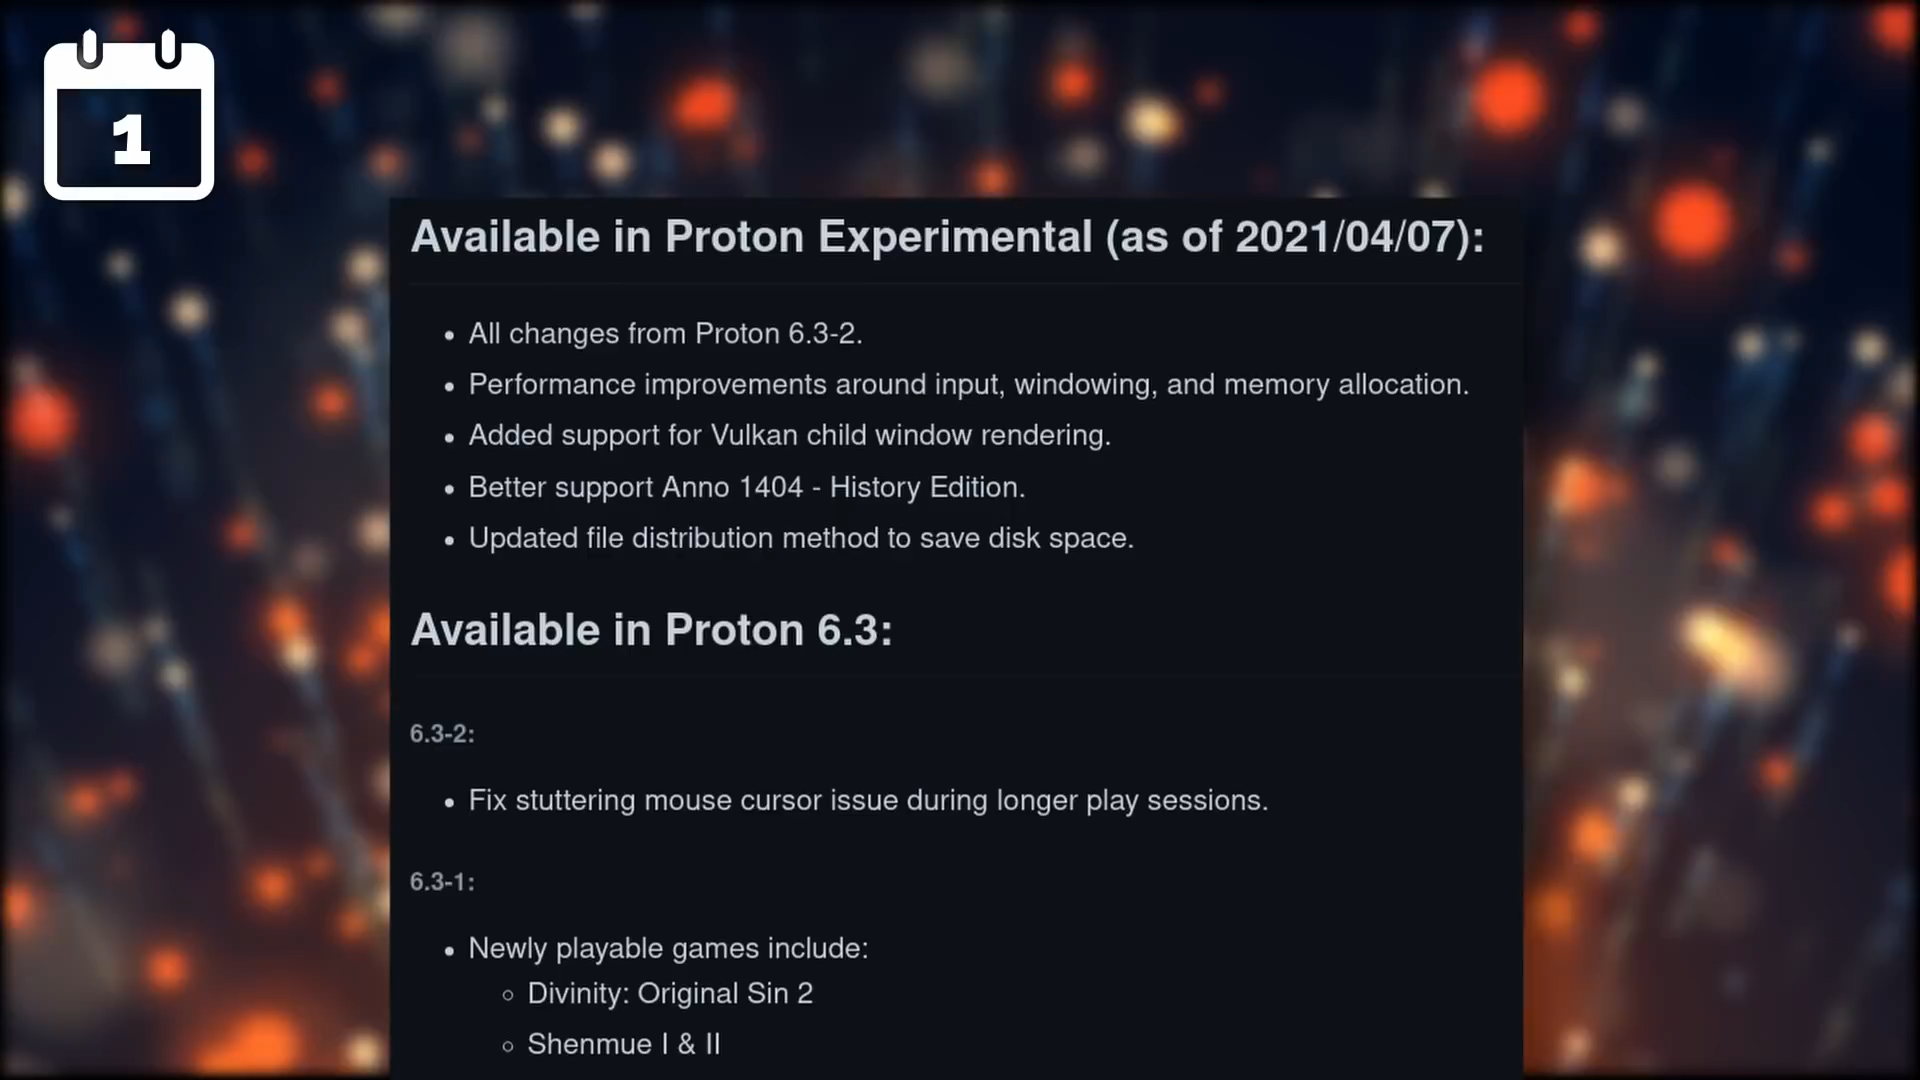 1
Available in Proton Experimental (as of 2021/04/07):
• All changes from Proton 6.3-2.
• Performance improvements around input, windowing, and memory allocation.
• Added support for Vulkan child window rendering.
• Better support Anno 1404 - History Edition.
• Updated file distribution method to save disk space.
Available in Proton 6.3:
6.3-2:
• Fix stuttering mouse cursor issue during longer play sessions.
6.3-1:
• Newly playable games include:
○ Divinity: Original Sin 2
○ Shenmue I & II